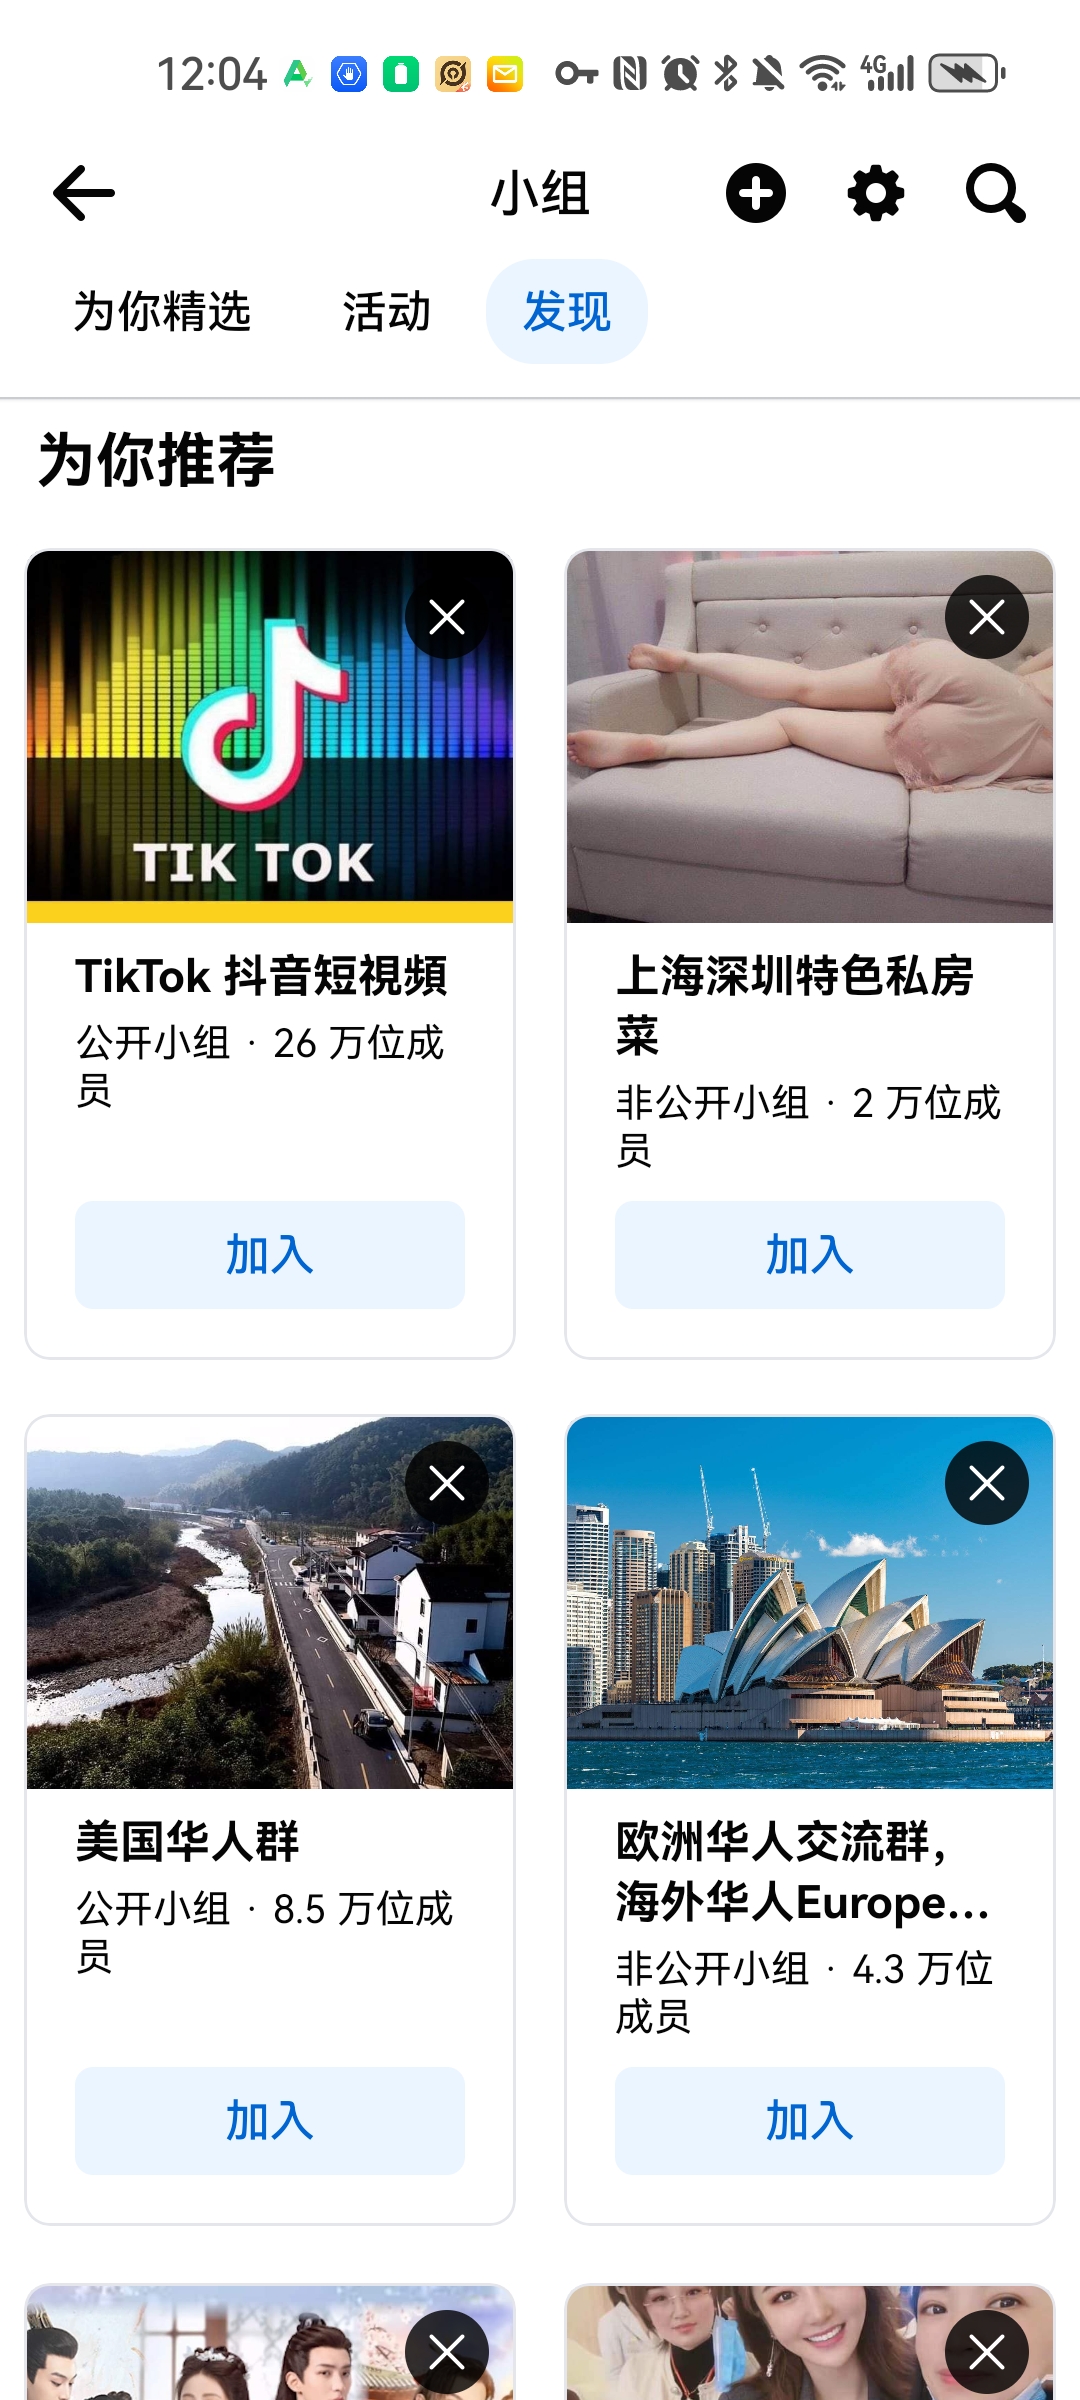 12:04
4G
小组
为你精选
活动
发现
为你推荐
TIK TOK
TikTok 抖音短視頻
公开小组 · 26 万位成
员
加入
上海深圳特色私房
菜
非公开小组 · 2 万位成
员
加入
美国华人群
公开小组 · 8.5 万位成
员
加入
欧洲华人交流群，
海外华人Europe...
非公开小组 · 4.3 万位
成员
加入